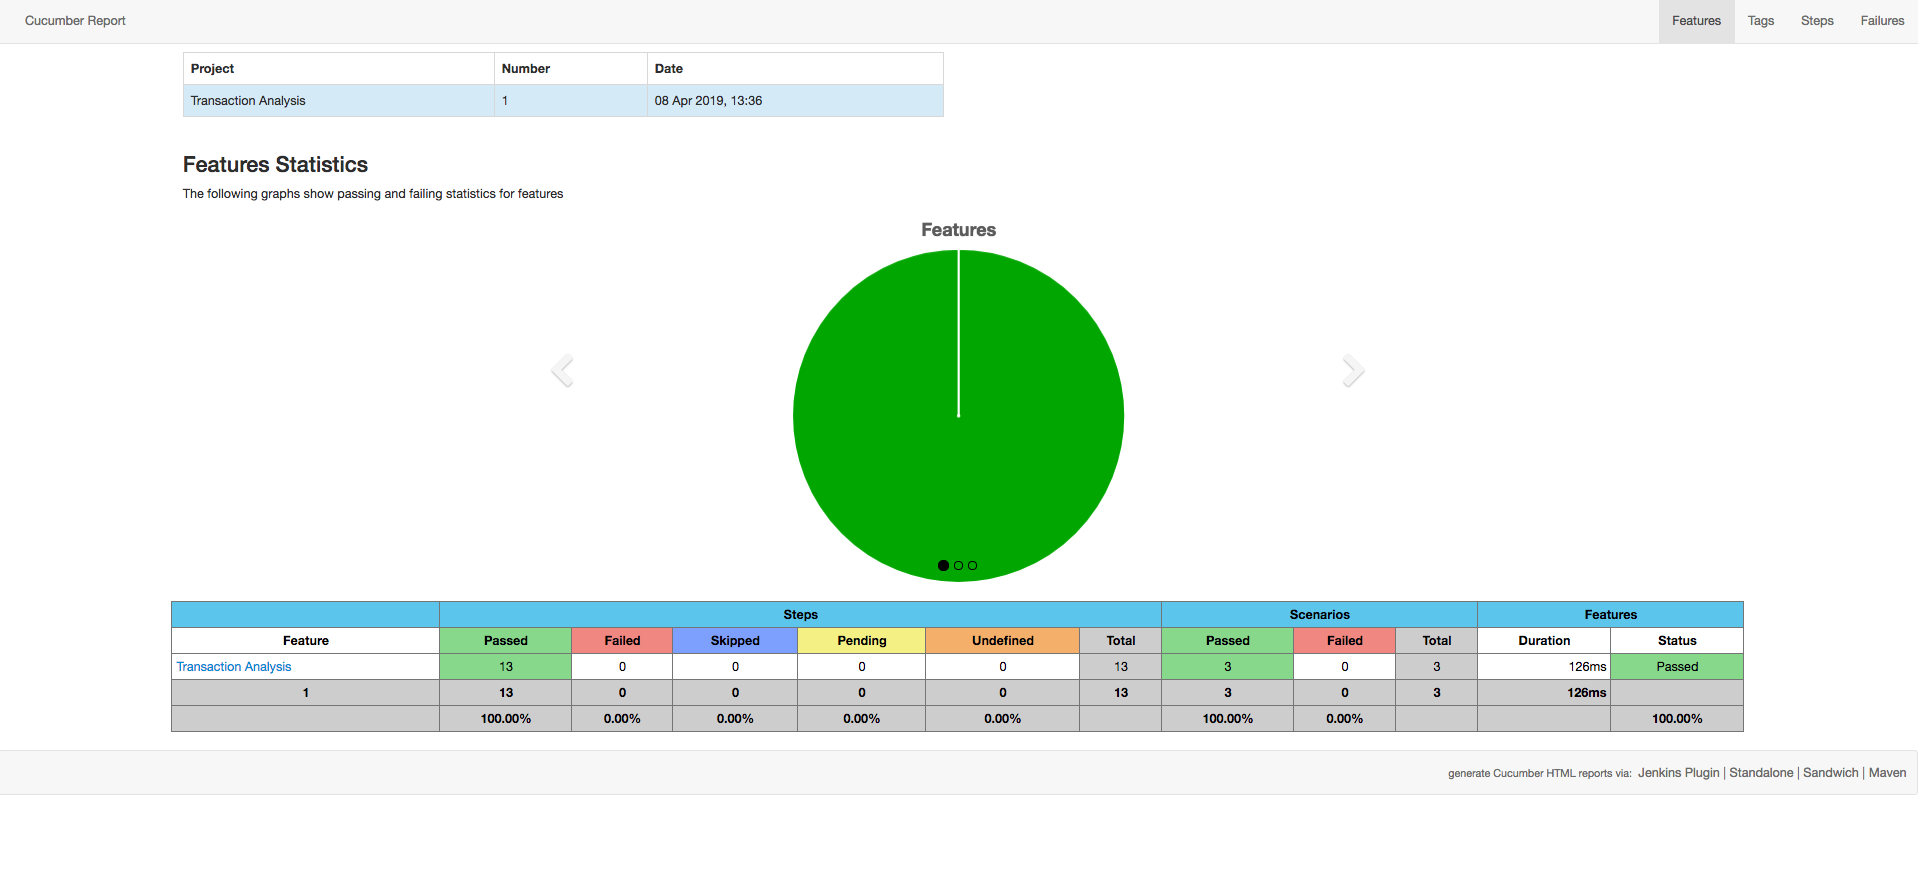 Cucumber Report Features Tags Steps Failures
Project Number Date
Transaction Analysis 1 08 Apr 2019, 13:36
Features Statistics
The following graphs show passing and failing statistics for features
Features
Steps Scenarios Features
Feature Passed Failed Skipped Pending Undefined Total Passed Failed Total Duration Status
Transaction Analysis 13 0 0 0 0 13 3 0 3 126ms Passed
1 13 0 0 0 0 13 3 0 3 126ms
100.00% 0.00% 0.00% 0.00% 0.00% 100.00% 0.00% 100.00%
generate Cucumber HTML reports via: Jenkins Plugin | Standalone | Sandwich | Maven